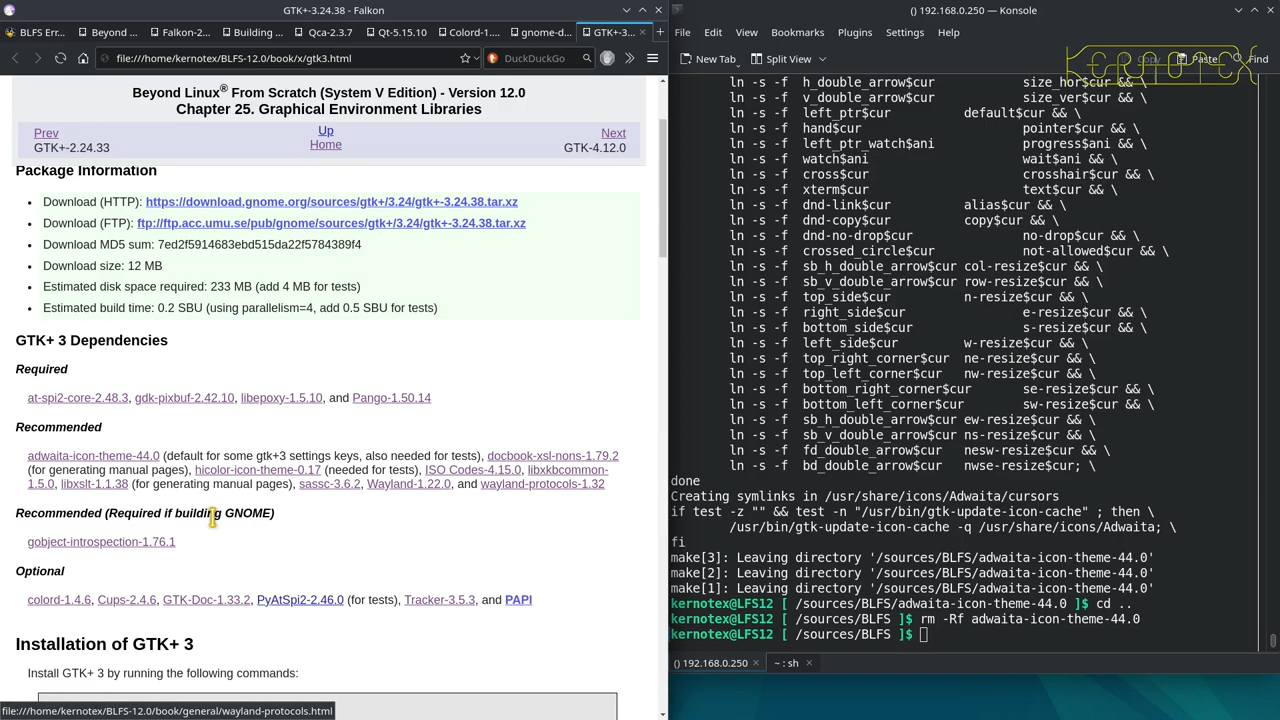 GTK+-3.24.38 - Falkon
BLFS Err...
Beyond ...
Falkon-2...
Building ...
Qca-2.3.7
Qt-5.15.10
Colord-1....
gnome-d...
GTK+-3...
file:///home/kernotex/BLFS-12.0/book/x/gtk3.html
DuckDuckGo
Beyond Linux® From Scratch (System V Edition) - Version 12.0
Chapter 25. Graphical Environment Libraries
Prev
Up
Next
GTK+-2.24.33
Home
GTK-4.12.0
Package Information
• Download (HTTP): https://download.gnome.org/sources/gtk+/3.24/gtk+-3.24.38.tar.xz
• Download (FTP): ftp://ftp.acc.umu.se/pub/gnome/sources/gtk+/3.24/gtk+-3.24.38.tar.xz
• Download MD5 sum: 7ed2f5914683ebd515da22f5784389f4
• Download size: 12 MB
• Estimated disk space required: 233 MB (add 4 MB for tests)
• Estimated build time: 0.2 SBU (using parallelism=4, add 0.5 SBU for tests)
GTK+ 3 Dependencies
Required
at-spi2-core-2.48.3, gdk-pixbuf-2.42.10, libepoxy-1.5.10, and Pango-1.50.14
Recommended
adwaita-icon-theme-44.0 (default for some gtk+3 settings keys, also needed for tests), docbook-xsl-nons-1.79.2
(for generating manual pages), hicolor-icon-theme-0.17 (needed for tests), ISO Codes-4.15.0, libxkbcommon-
1.5.0, libxslt-1.1.38 (for generating manual pages), sassc-3.6.2, Wayland-1.22.0, and wayland-protocols-1.32
Recommended (Required if building GNOME)
gobject-introspection-1.76.1
Optional
colord-1.4.6, Cups-2.4.6, GTK-Doc-1.33.2, PyAtSpi2-2.46.0 (for tests), Tracker-3.5.3, and PAPI
Installation of GTK+ 3
Install GTK+ 3 by running the following commands:
file:///home/kernotex/BLFS-12.0/book/general/wayland-protocols.html
() 192.168.0.250 — Konsole
File Edit View Bookmarks Plugins Settings Help
New Tab
Split View
Copy
Paste
Find
KERNOTEX
ln -s -f h_double_arrow$cur size_hor$cur && \
ln -s -f v_double_arrow$cur size_ver$cur && \
ln -s -f left_ptr$cur default$cur && \
ln -s -f hand$cur pointer$cur && \
ln -s -f left_ptr_watch$ani progress$ani && \
ln -s -f watch$ani wait$ani && \
ln -s -f cross$cur crosshair$cur && \
ln -s -f xterm$cur text$cur && \
ln -s -f dnd-link$cur alias$cur && \
ln -s -f dnd-copy$cur copy$cur && \
ln -s -f dnd-no-drop$cur no-drop$cur && \
ln -s -f crossed_circle$cur not-allowed$cur && \
ln -s -f sb_h_double_arrow$cur col-resize$cur && \
ln -s -f sb_v_double_arrow$cur row-resize$cur && \
ln -s -f top_side$cur n-resize$cur && \
ln -s -f right_side$cur e-resize$cur && \
ln -s -f bottom_side$cur s-resize$cur && \
ln -s -f left_side$cur w-resize$cur && \
ln -s -f top_right_corner$cur ne-resize$cur && \
ln -s -f top_left_corner$cur nw-resize$cur && \
ln -s -f bottom_right_corner$cur se-resize$cur && \
ln -s -f bottom_left_corner$cur sw-resize$cur && \
ln -s -f sb_h_double_arrow$cur ew-resize$cur && \
ln -s -f sb_v_double_arrow$cur ns-resize$cur && \
ln -s -f fd_double_arrow$cur nesw-resize$cur && \
ln -s -f bd_double_arrow$cur nwse-resize$cur; \
done
Creating symlinks in /usr/share/icons/Adwaita/cursors
if test -z "" && test -n "/usr/bin/gtk-update-icon-cache" ; then \
/usr/bin/gtk-update-icon-cache -q /usr/share/icons/Adwaita; \
fi
make[3]: Leaving directory '/sources/BLFS/adwaita-icon-theme-44.0'
make[2]: Leaving directory '/sources/BLFS/adwaita-icon-theme-44.0'
make[1]: Leaving directory '/sources/BLFS/adwaita-icon-theme-44.0'
kernotex@LFS12 [ /sources/BLFS/adwaita-icon-theme-44.0 ]$ cd ..
kernotex@LFS12 [ /sources/BLFS ]$ rm -Rf adwaita-icon-theme-44.0
kernotex@LFS12 [ /sources/BLFS ]$
() 192.168.0.250
~ : sh